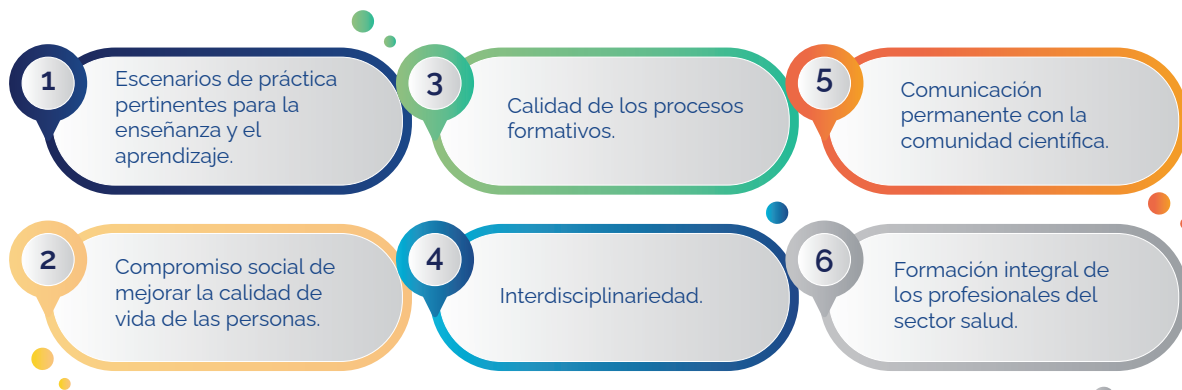 1
Escenarios de práctica
pertinentes para la
enseñanza y el
aprendizaje.
2
Compromiso social de
mejorar la calidad de
vida de las personas.
3
Calidad de los procesos
formativos.
4
Interdisciplinariedad.
5
Comunicación
permanente con la
comunidad científica.
6
Formación integral de
los profesionales del
sector salud.